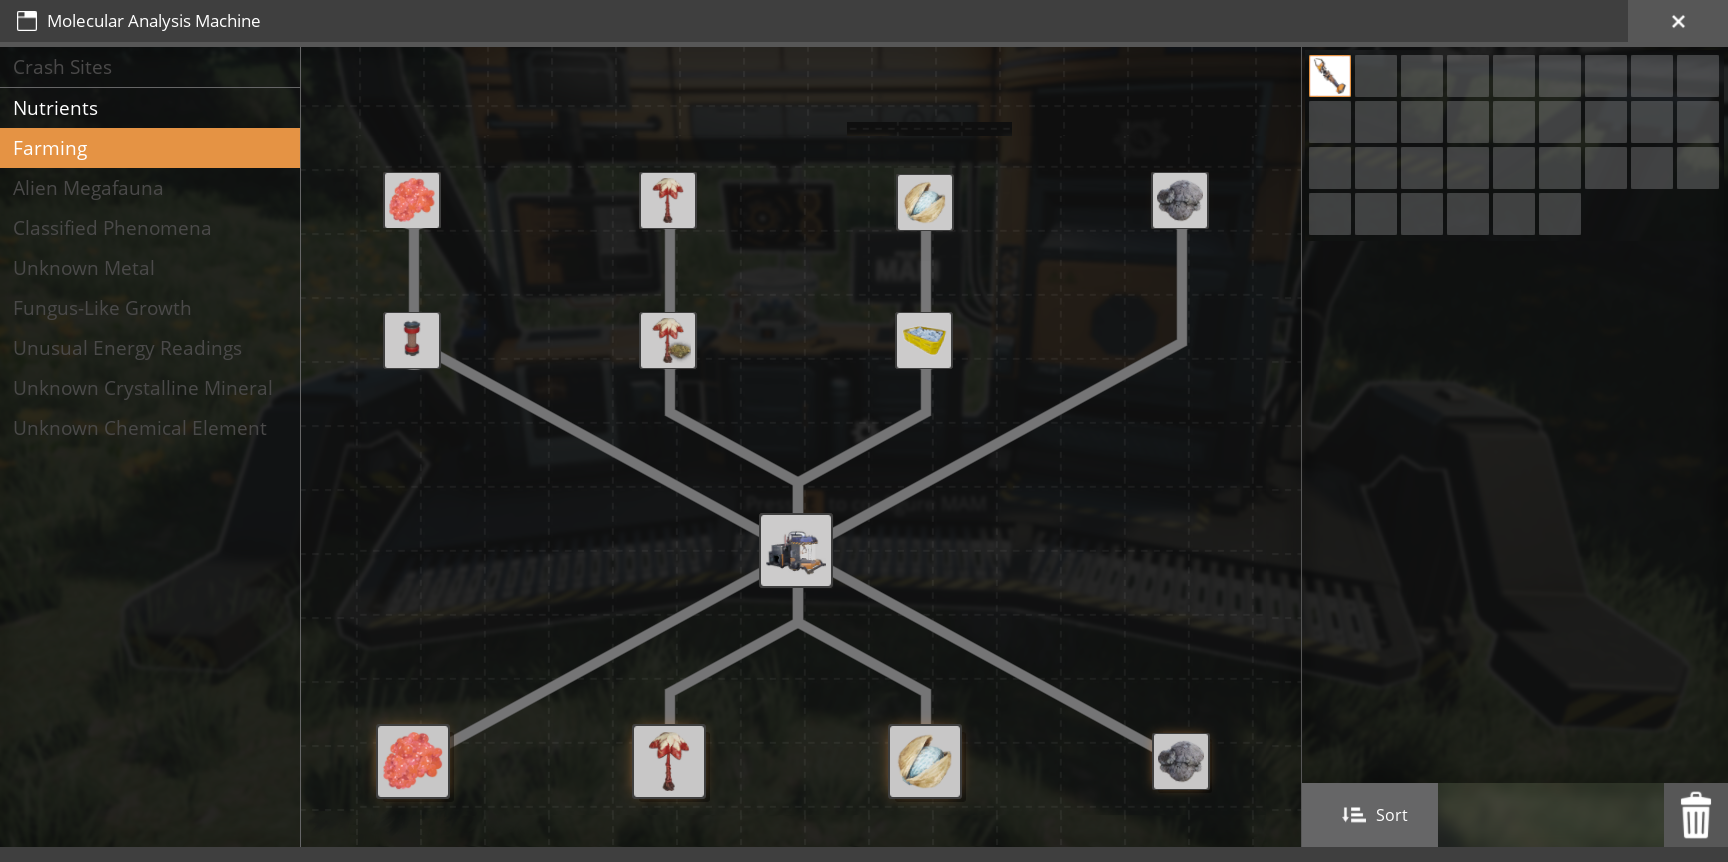 Molecular Analysis Machine
Crash Sites
Nutrients
Farming
Alien Megafauna
Classified Phenomena
Unknown Metal
Fungus-Like Growth
Unusual Energy Readings
Unknown Crystalline Mineral
Unknown Chemical Element
MAM
Sort